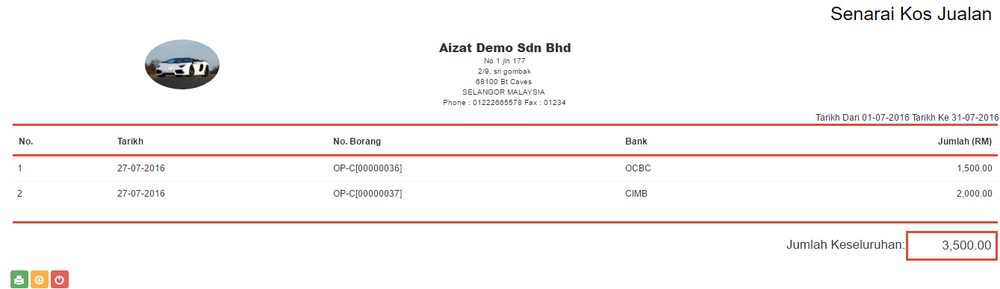 Senarai Kos Jualan
Aizat Demo Sdn Bhd
No 1 jln 177
2/9, sri gombak
68100 Bt Caves
SELANGOR MALAYSIA
Phone : 01222665578 Fax : 01234
Tarikh Dari 01-07-2016 Tarikh Ke 31-07-2016
No. Tarikh No. Borang Bank Jumlah (RM)
1 27-07-2016 OP-C[00000036] OCBC 1,500.00
2 27-07-2016 OP-C[00000037] CIMB 2,000.00
Jumlah Keseluruhan: 3,500.00